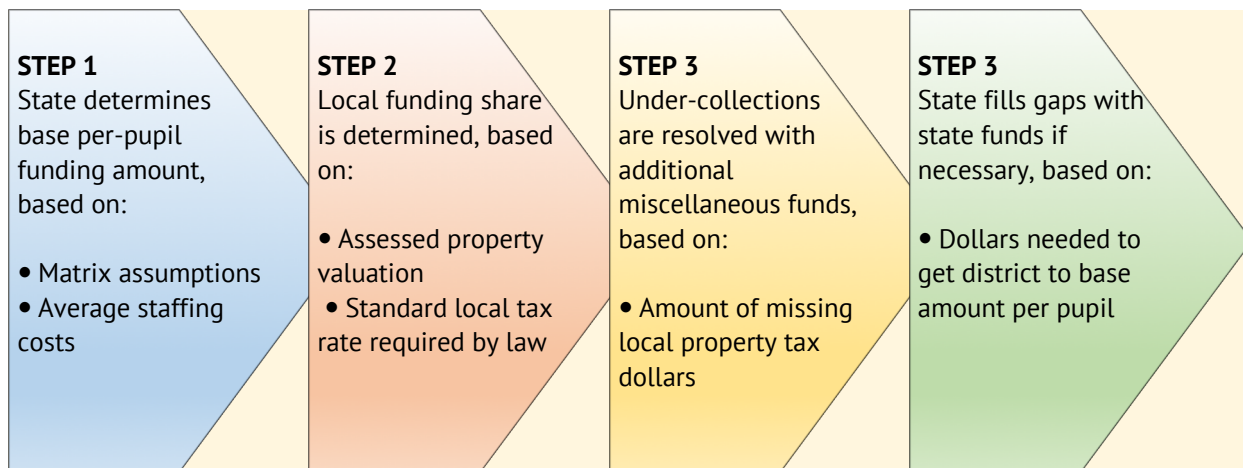 STEP 1
State determines
base per-pupil
funding amount,
based on:
• Matrix assumptions
• Average staffing
costs
STEP 2
Local funding share
is determined, based
on:
• Assessed property
valuation
• Standard local tax
rate required by law
STEP 3
Under-collections
are resolved with
additional
miscellaneous funds,
based on:
• Amount of missing
local property tax
dollars
STEP 3
State fills gaps with
state funds if
necessary, based on:
• Dollars needed to
get district to base
amount per pupil